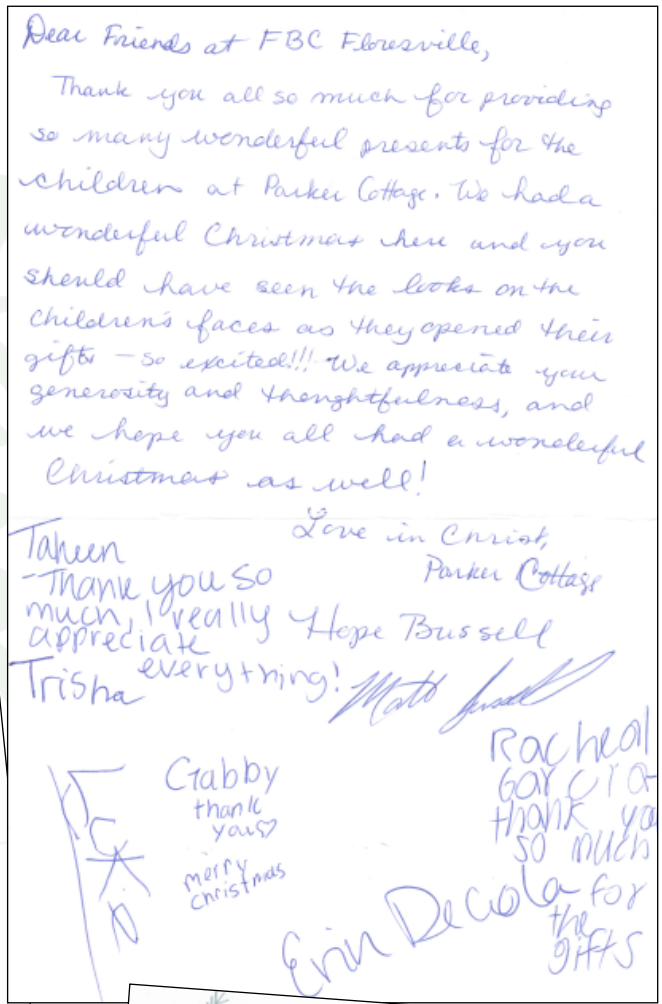 Dear Friends at FBC Floresville,
Thank you all so much for providing
so many wonderful presents for the
children at Parker Cottage. We had a
wonderful Christmas here and you
should have seen the looks on the
children's faces as they opened their
gifts – so excited!!! We appreciate your
generosity and thoughtfulness, and
we hope you all had a wonderful
Christmas as well!
Love in Christ,
Parker Cottage
Taheen
- Thank you so
much, I really
appreciate
everything!
Hope Bussell
Trisha
Matt
Gabby
thank
you♡
merry
christmas
Racheal
Garcia
thank you
so much
for
the
gifts
Erin Deciola